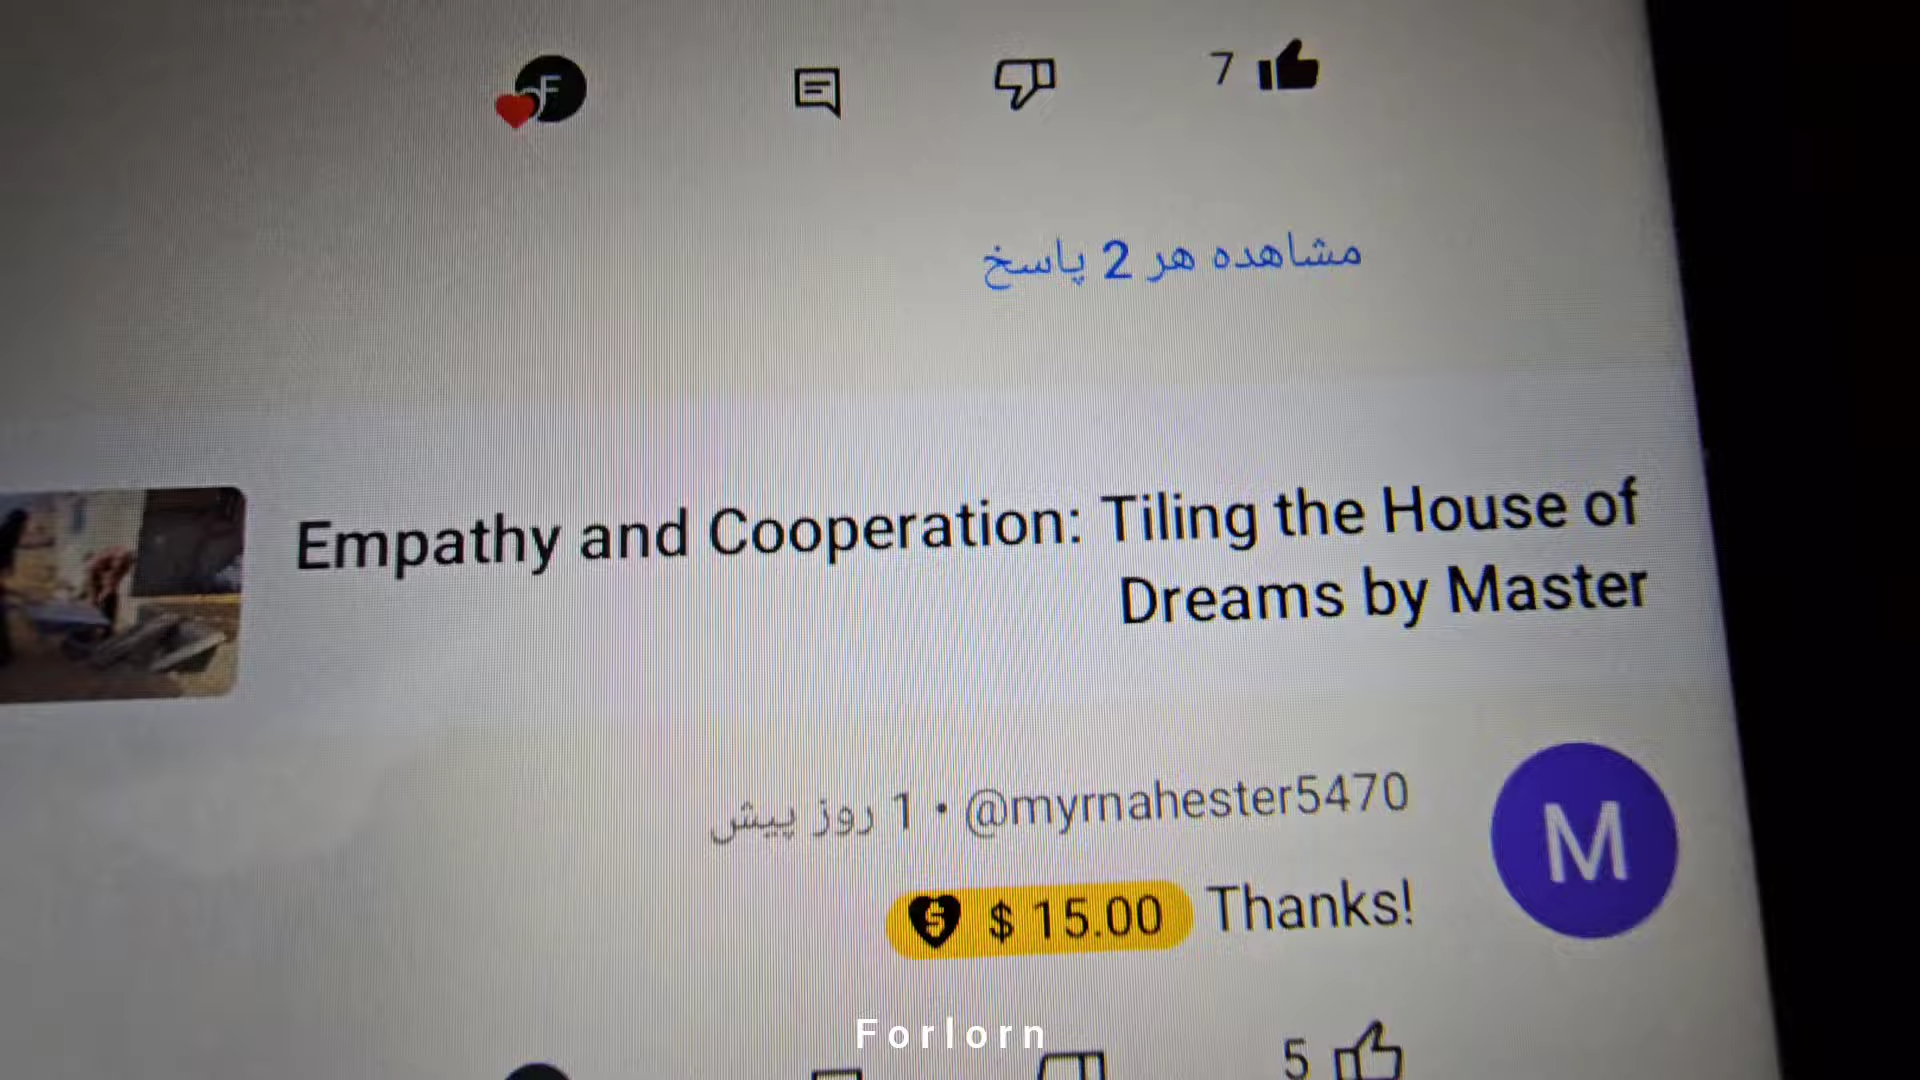 F
7
مشاهده هر 2 پاسخ
Empathy and Cooperation: Tiling the House of
Dreams by Master
@myrnahester5470 • 1 روز پیش
M
Thanks! $ 15.00
5
Forlorn